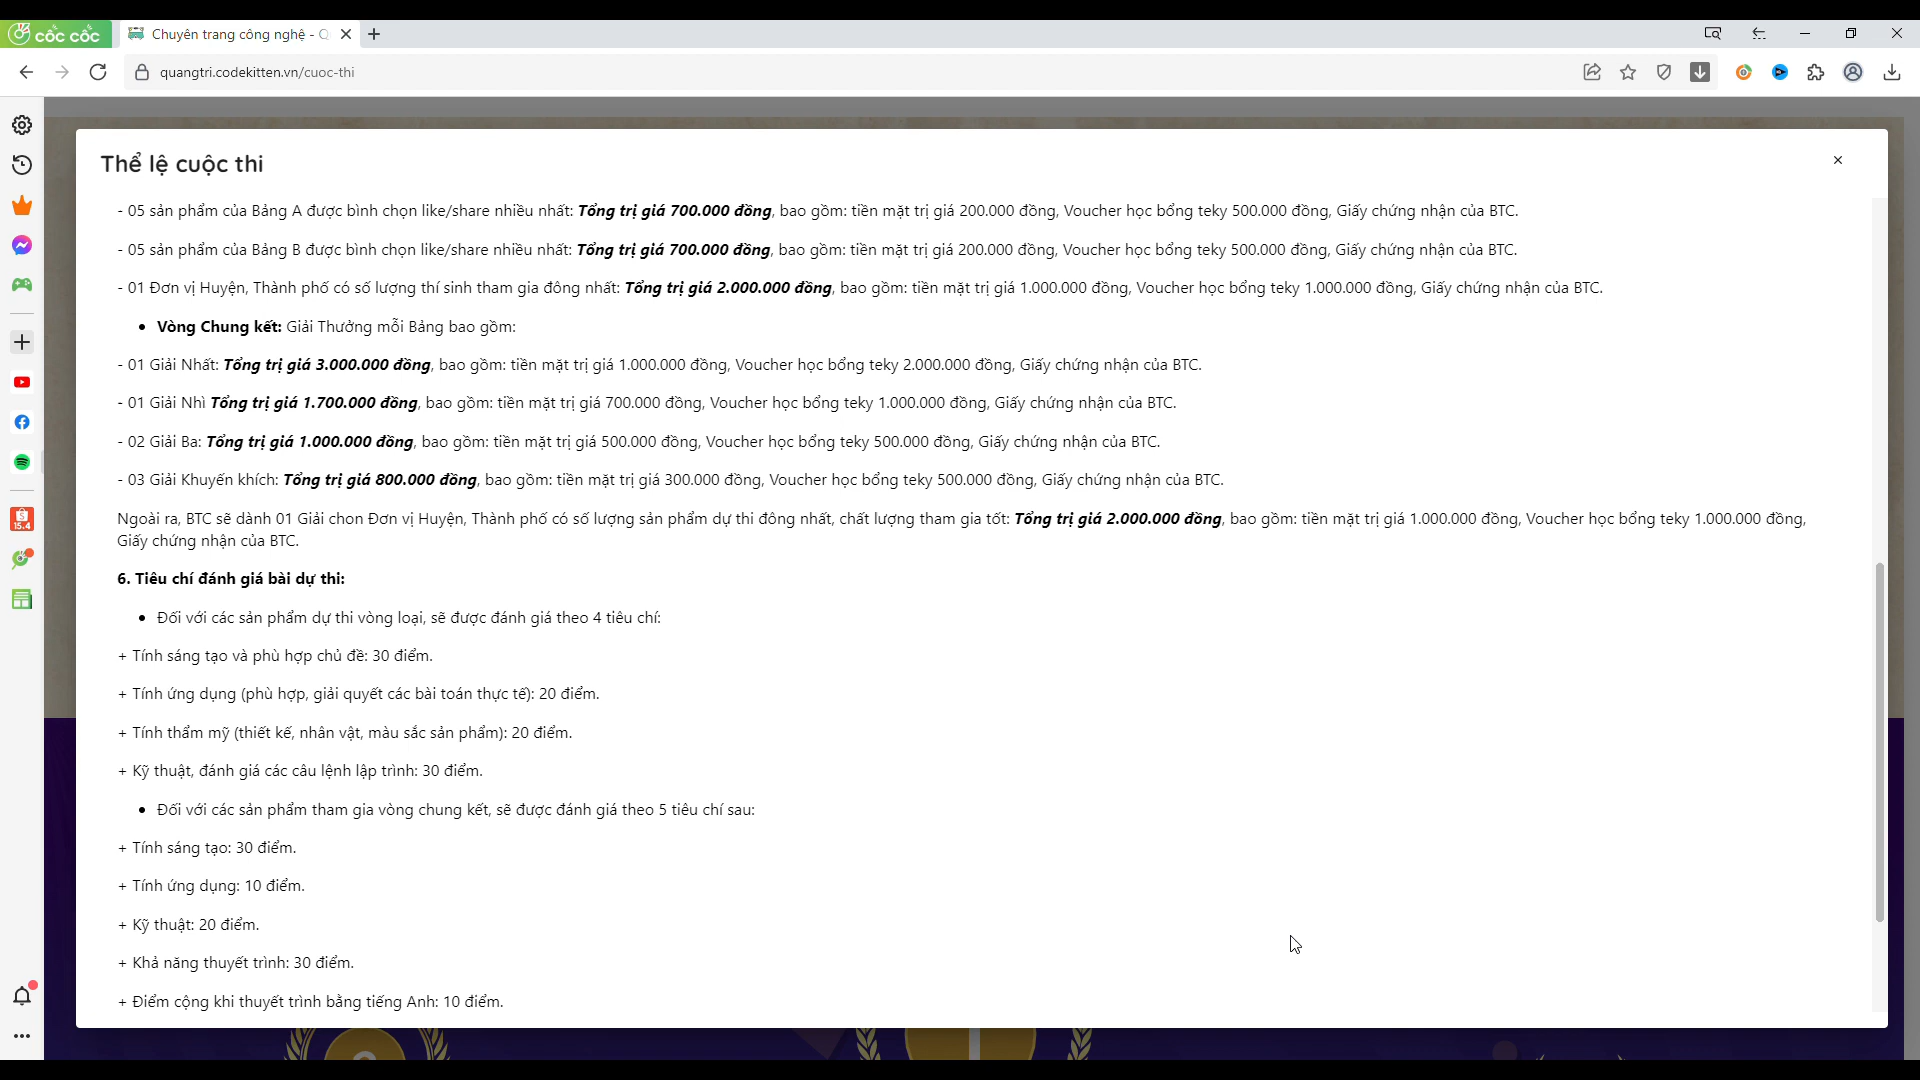 cốc cốc
Chuyên trang công nghệ - Q
quangtri.codekitten.vn/cuoc-thi
Thể lệ cuộc thi
- 05 sản phẩm của Bảng A được bình chọn like/share nhiều nhất: Tổng trị giá 700.000 đồng, bao gồm: tiền mặt trị giá 200.000 đồng, Voucher học bổng teky 500.000 đồng, Giấy chứng nhận của BTC.
- 05 sản phẩm của Bảng B được bình chọn like/share nhiều nhất: Tổng trị giá 700.000 đồng, bao gồm: tiền mặt trị giá 200.000 đồng, Voucher học bổng teky 500.000 đồng, Giấy chứng nhận của BTC.
- 01 Đơn vị Huyện, Thành phố có số lượng thí sinh tham gia đông nhất: Tổng trị giá 2.000.000 đồng, bao gồm: tiền mặt trị giá 1.000.000 đồng, Voucher học bổng teky 1.000.000 đồng, Giấy chứng nhận của BTC.
• Vòng Chung kết: Giải Thưởng mỗi Bảng bao gồm:
- 01 Giải Nhất: Tổng trị giá 3.000.000 đồng, bao gồm: tiền mặt trị giá 1.000.000 đồng, Voucher học bổng teky 2.000.000 đồng, Giấy chứng nhận của BTC.
- 01 Giải Nhì Tổng trị giá 1.700.000 đồng, bao gồm: tiền mặt trị giá 700.000 đồng, Voucher học bổng teky 1.000.000 đồng, Giấy chứng nhận của BTC.
- 02 Giải Ba: Tổng trị giá 1.000.000 đồng, bao gồm: tiền mặt trị giá 500.000 đồng, Voucher học bổng teky 500.000 đồng, Giấy chứng nhận của BTC.
- 03 Giải Khuyến khích: Tổng trị giá 800.000 đồng, bao gồm: tiền mặt trị giá 300.000 đồng, Voucher học bổng teky 500.000 đồng, Giấy chứng nhận của BTC.
Ngoài ra, BTC sẽ dành 01 Giải chon Đơn vị Huyện, Thành phố có số lượng sản phẩm dự thi đông nhất, chất lượng tham gia tốt: Tổng trị giá 2.000.000 đồng, bao gồm: tiền mặt trị giá 1.000.000 đồng, Voucher học bổng teky 1.000.000 đồng,
Giấy chứng nhận của BTC.
6. Tiêu chí đánh giá bài dự thi:
• Đối với các sản phẩm dự thi vòng loại, sẽ được đánh giá theo 4 tiêu chí:
+ Tính sáng tạo và phù hợp chủ đề: 30 điểm.
+ Tính ứng dụng (phù hợp, giải quyết các bài toán thực tế): 20 điểm.
+ Tính thẩm mỹ (thiết kế, nhân vật, màu sắc sản phẩm): 20 điểm.
+ Kỹ thuật, đánh giá các câu lệnh lập trình: 30 điểm.
• Đối với các sản phẩm tham gia vòng chung kết, sẽ được đánh giá theo 5 tiêu chí sau:
+ Tính sáng tạo: 30 điểm.
+ Tính ứng dụng: 10 điểm.
+ Kỹ thuật: 20 điểm.
+ Khả năng thuyết trình: 30 điểm.
+ Điểm cộng khi thuyết trình bằng tiếng Anh: 10 điểm.
15.4